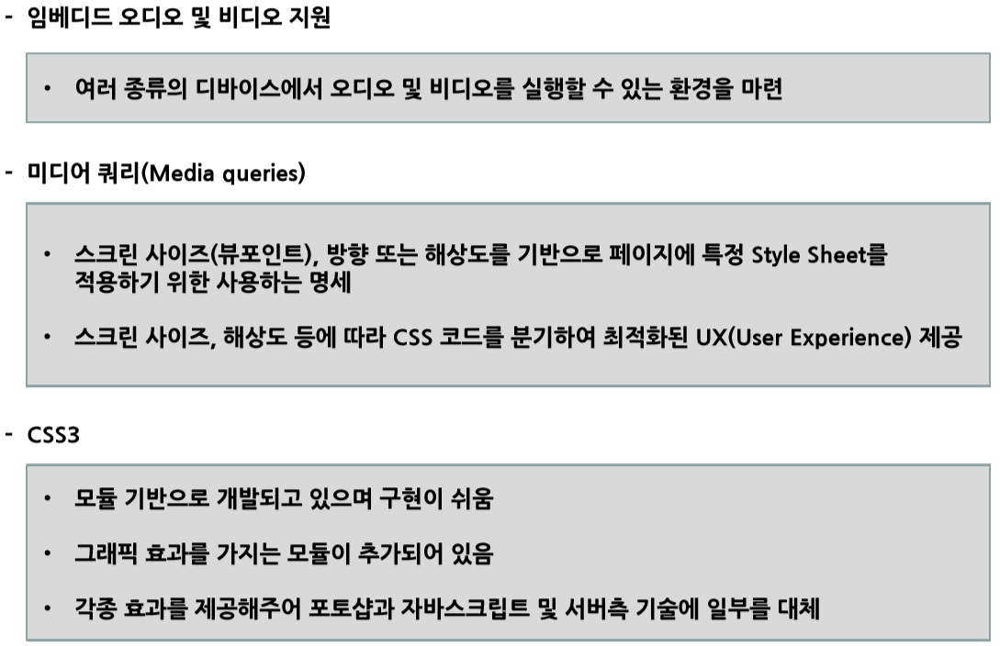 - 임베디드 오디오 및 비디오 지원
• 여러 종류의 디바이스에서 오디오 및 비디오를 실행할 수 있는 환경을 마련
- 미디어 쿼리(Media queries)
• 스크린 사이즈(뷰포인트), 방향 또는 해상도를 기반으로 페이지에 특정 Style Sheet를
적용하기 위한 사용하는 명세
• 스크린 사이즈, 해상도 등에 따라 CSS 코드를 분기하여 최적화된 UX(User Experience) 제공
- CSS3
• 모듈 기반으로 개발되고 있으며 구현이 쉬움
• 그래픽 효과를 가지는 모듈이 추가되어 있음
• 각종 효과를 제공해주어 포토샵과 자바스크립트 및 서버측 기술에 일부를 대체